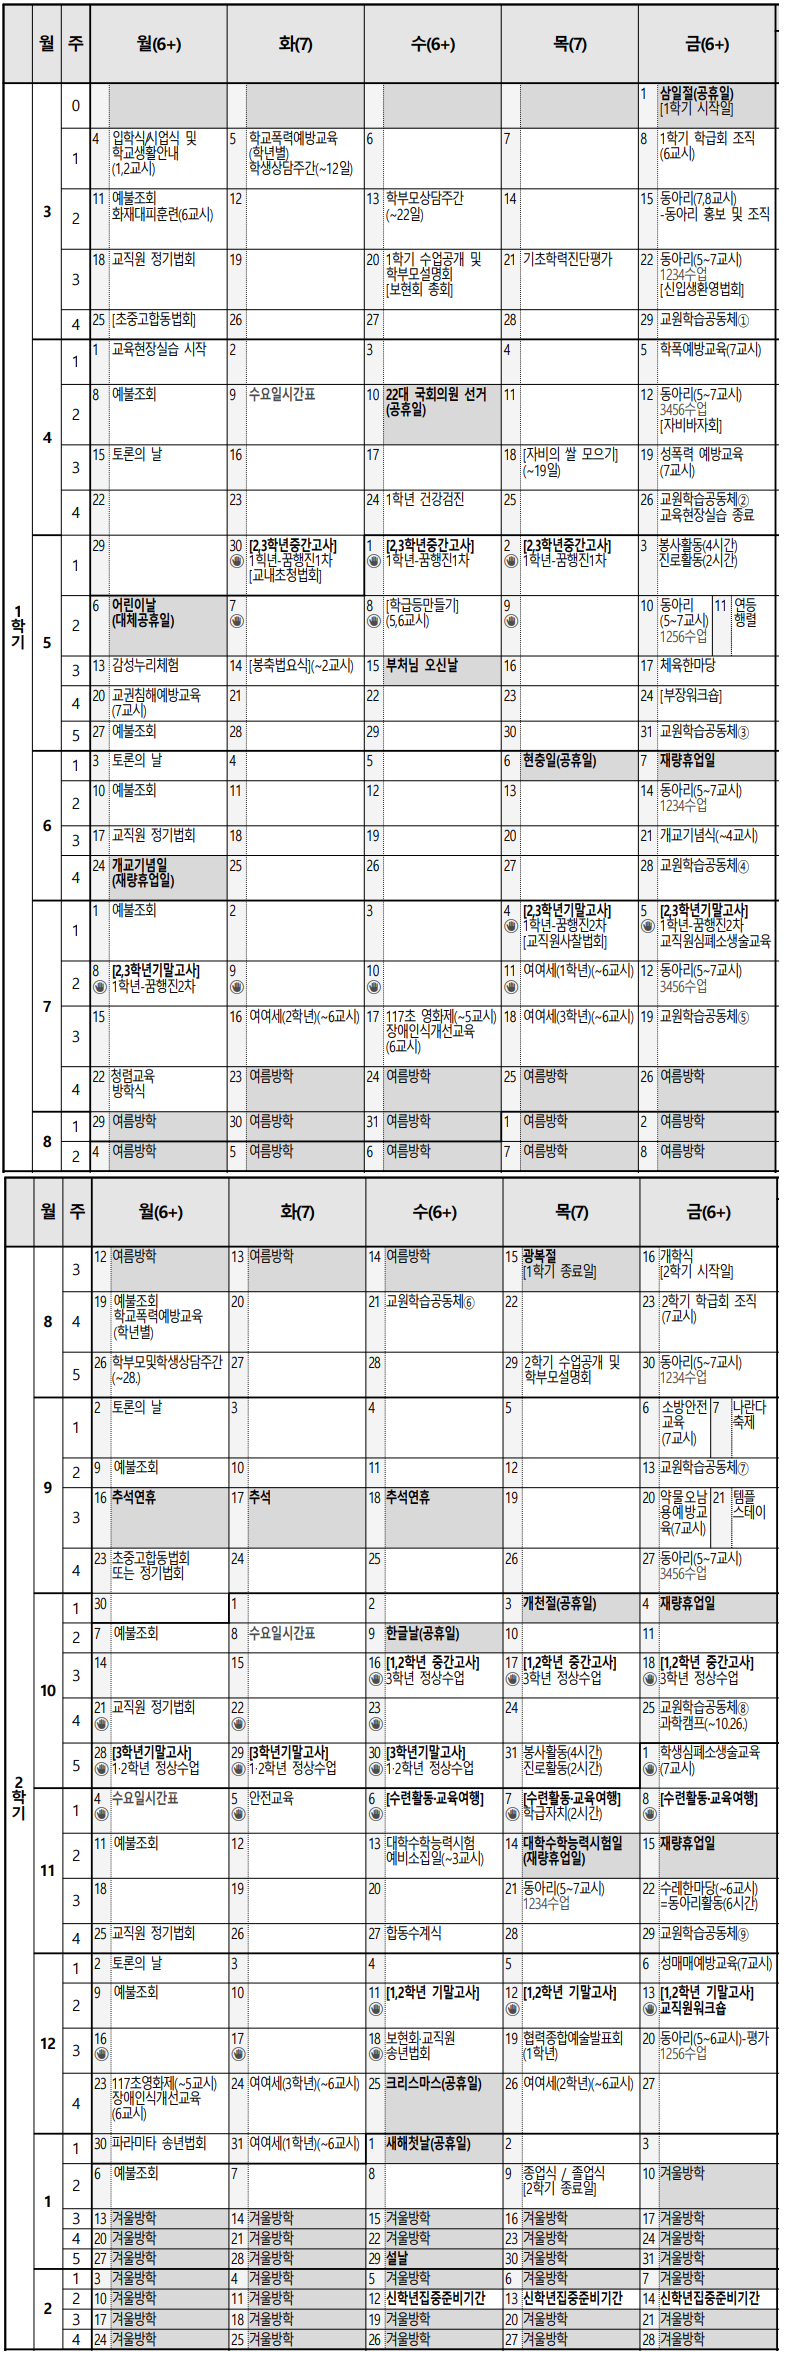 월 주 월(6+) 화(7) 수(6+) 목(7) 금(6+)
1학기
3
0 1 삼일절(공휴일)
[1학기 시작일]
1 4 입학식/시업식 및 5 학교폭력예방교육 6 7 8 1학기 학급회 조직
학교생활안내 (학년별) (6교시)
(1,2교시) 학생상담주간(~12일)
2 11 예불조회 12 13 학부모상담주간 14 15 동아리(7,8교시)
화재대피훈련(6교시) (~22일) -동아리 홍보 및 조직
3 18 교직원 정기법회 19 20 1학기 수업공개 및 21 기초학력진단평가 22 동아리(5~7교시)
학부모설명회 1234수업
[보현회 총회] [신입생환영법회]
4 25 [초중고합동법회] 26 27 28 29 교원학습공동체①
4
1 1 교육현장실습 시작 2 3 4 5 학폭예방교육(7교시)
2 8 예불조회 9 수요일시간표 10 22대 국회의원 선거 11 12 동아리(5~7교시)
(공휴일) 3456수업
[자비바자회]
3 15 토론의 날 16 17 18 [자비의 쌀 모으기] 19 성폭력 예방교육
(~19일) (7교시)
4 22 23 24 1학년 건강검진 25 26 교원학습공동체②
교육현장실습 종료
5
1 29 30 [2,3학년중간고사] 1 [2,3학년중간고사] 2 [2,3학년중간고사] 3 봉사활동(4시간)
1학년-꿈행진1차 1학년-꿈행진1차 1학년-꿈행진1차 진로활동(2시간)
[교내초청법회]
2 6 어린이날 7 8 [학급등만들기] 9 10 동아리 11 연등
(대체공휴일) (5,6교시) (5~7교시) 행렬
1256수업
3 13 감성누리체험 14 [봉축법요식](~2교시) 15 부처님 오신날 16 17 체육한마당
4 20 교권침해예방교육 21 22 23 24 [부장워크숍]
(7교시)
5 27 예불조회 28 29 30 31 교원학습공동체③
6
1 3 토론의 날 4 5 6 현충일(공휴일) 7 재량휴업일
2 10 예불조회 11 12 13 14 동아리(5~7교시)
1234수업
3 17 교직원 정기법회 18 19 20 21 개교기념식(~4교시)
4 24 개교기념일 25 26 27 28 교원학습공동체④
(재량휴업일)
7
1 1 예불조회 2 3 4 [2,3학년기말고사] 5 [2,3학년기말고사]
1학년-꿈행진2차 1학년-꿈행진2차
[교직원사찰법회] 교직원심폐소생술교육
2 8 [2,3학년기말고사] 9 10 11 여여세(1학년)(~6교시) 12 동아리(5~7교시)
1학년-꿈행진2차 3456수업
3 15 16 여여세(2학년)(~6교시) 17 117초 영화제(~5교시) 18 여여세(3학년)(~6교시) 19 교원학습공동체⑤
장애인식개선교육
(6교시)
4 22 청렴교육 23 여름방학 24 여름방학 25 여름방학 26 여름방학
방학식
8
1 29 여름방학 30 여름방학 31 여름방학 1 여름방학 2 여름방학
2 4 여름방학 5 여름방학 6 여름방학 7 여름방학 8 여름방학
월 주 월(6+) 화(7) 수(6+) 목(7) 금(6+)
2학기
8
3 12 여름방학 13 여름방학 14 여름방학 15 광복절 16 개학식
[1학기 종료일] [2학기 시작일]
4 19 예불조회 20 21 교원학습공동체⑥ 22 23 2학기 학급회 조직
학교폭력예방교육 (7교시)
(학년별)
5 26 학부모및학생상담주간 27 28 29 2학기 수업공개 및 30 동아리(5~7교시)
(~28.) 학부모설명회 1234수업
9
1 2 토론의 날 3 4 5 6 소방안전 7 나란다
교육 축제
(7교시)
2 9 예불조회 10 11 12 13 교원학습공동체⑦
3 16 추석연휴 17 추석 18 추석연휴 19 20 약물오남 21 템플
용예방교 스테이
육(7교시)
4 23 초중고합동법회 24 25 26 27 동아리(5~7교시)
또는 정기법회 3456수업
10
1 30 1 2 3 개천절(공휴일) 4 재량휴업일
2 7 예불조회 8 수요일시간표 9 한글날(공휴일) 10 11
3 14 15 16 [1,2학년 중간고사] 17 [1,2학년 중간고사] 18 [1,2학년 중간고사]
3학년 정상수업 3학년 정상수업 3학년 정상수업
4 21 교직원 정기법회 22 23 24 25 교원학습공동체⑧
과학캠프(~10.26.)
5 28 [3학년기말고사] 29 [3학년기말고사] 30 [3학년기말고사] 31 봉사활동(4시간) 1 학생심폐소생술교육
1·2학년 정상수업 1·2학년 정상수업 1·2학년 정상수업 진로활동(2시간) (7교시)
11
1 4 수요일시간표 5 안전교육 6 [수련활동·교육여행] 7 [수련활동·교육여행] 8 [수련활동·교육여행]
학급자치(2시간)
2 11 예불조회 12 13 대학수학능력시험 14 대학수학능력시험일 15 재량휴업일
예비소집일(~3교시) (재량휴업일)
3 18 19 20 21 동아리(5~7교시) 22 수레한마당(~6교시)
1234수업 =동아리활동(6시간)
4 25 교직원 정기법회 26 27 합동수계식 28 29 교원학습공동체⑨
12
1 2 토론의 날 3 4 5 6 성매매예방교육(7교시)
2 9 예불조회 10 11 [1,2학년 기말고사] 12 [1,2학년 기말고사] 13 [1,2학년 기말고사]
교직원워크숍
3 16 17 18 보현화·교직원 19 협력종합예술발표회 20 동아리(5~6교시)-평가
송년법회 (1학년) 1256수업
4 23 117초영화제(~5교시) 24 여여세(3학년)(~6교시) 25 크리스마스(공휴일) 26 여여세(2학년)(~6교시) 27
장애인식개선교육
(6교시)
1
1 30 파라미타 송년법회 31 여여세(1학년)(~6교시) 1 새해첫날(공휴일) 2 3
2 6 예불조회 7 8 9 종업식 / 졸업식 10 겨울방학
[2학기 종료일]
3 13 겨울방학 14 겨울방학 15 겨울방학 16 겨울방학 17 겨울방학
4 20 겨울방학 21 겨울방학 22 겨울방학 23 겨울방학 24 겨울방학
5 27 겨울방학 28 겨울방학 29 설날 30 겨울방학 31 겨울방학
2
1 3 겨울방학 4 겨울방학 5 겨울방학 6 겨울방학 7 겨울방학
2 10 겨울방학 11 겨울방학 12 신학년집중준비기간 13 신학년집중준비기간 14 신학년집중준비기간
3 17 겨울방학 18 겨울방학 19 겨울방학 20 겨울방학 21 겨울방학
4 24 겨울방학 25 겨울방학 26 겨울방학 27 겨울방학 28 겨울방학